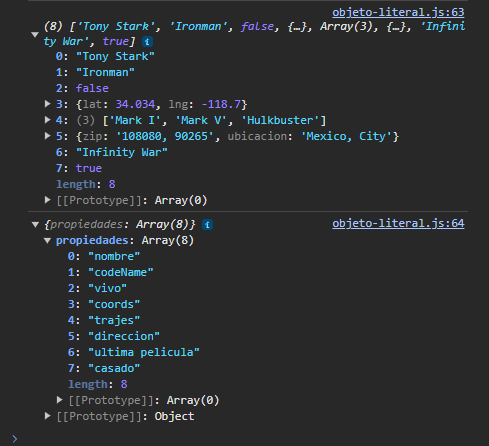 objeto-literal.js:63
(8) ['Tony Stark', 'Ironman', false, {…}, Array(3), {…}, 'Infini
ty War', true] i
0: "Tony Stark"
1: "Ironman"
2: false
3: {lat: 34.034, lng: -118.7}
4: (3) ['Mark I', 'Mark V', 'Hulkbuster']
5: {zip: '108080, 90265', ubicacion: 'Mexico, City'}
6: "Infinity War"
7: true
length: 8
[[Prototype]]: Array(0)
{propiedades: Array(8)} i objeto-literal.js:64
propiedades: Array(8)
0: "nombre"
1: "codeName"
2: "vivo"
3: "coords"
4: "trajes"
5: "direccion"
6: "ultima pelicula"
7: "casado"
length: 8
[[Prototype]]: Array(0)
[[Prototype]]: Object